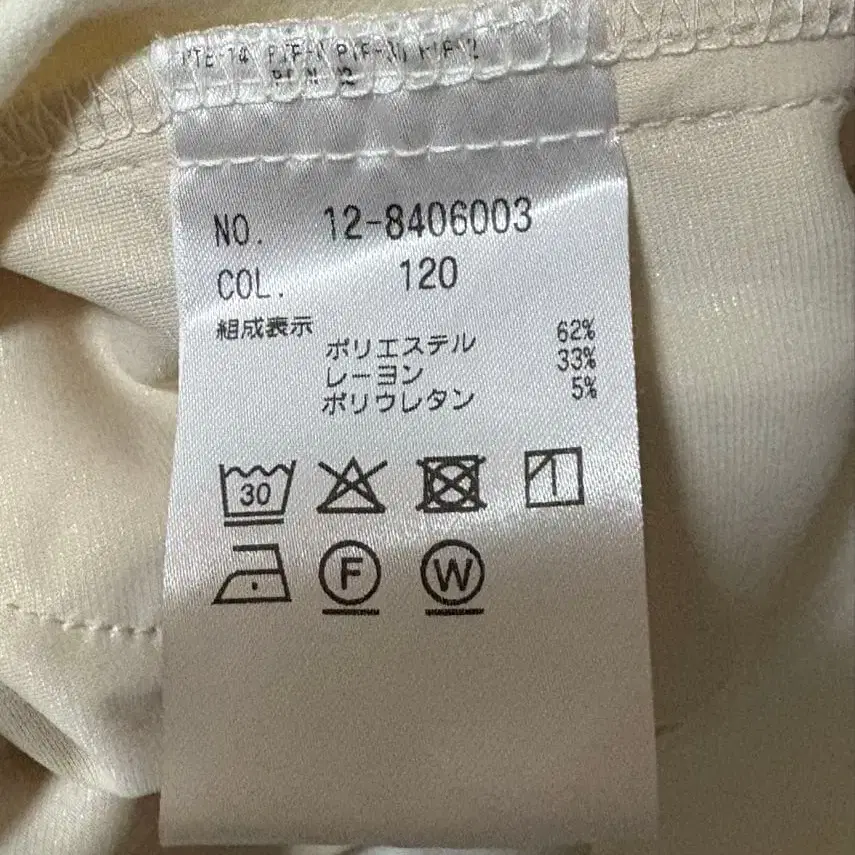 NO. 12-8406003
COL. 120
組成表示
ポリエステル 62%
レーヨン 33%
ポリウレタン 5%
30
F W